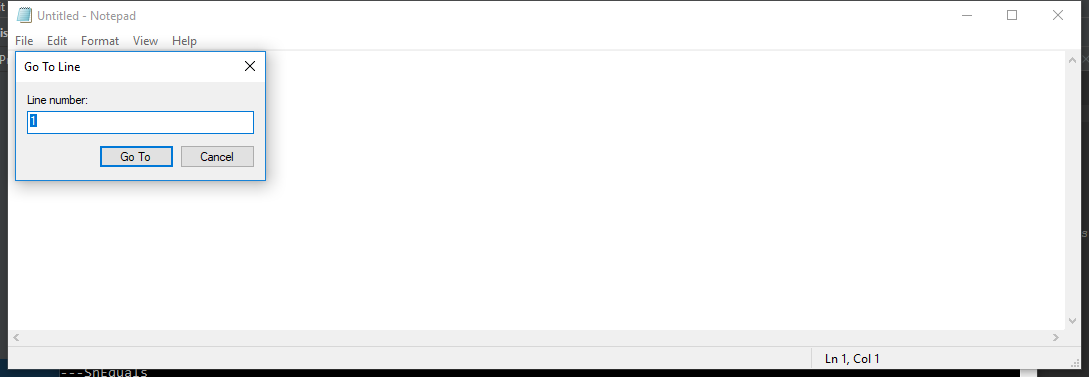 Untitled - Notepad
File Edit Format View Help
Go To Line
Line number:
1
Go To Cancel
Ln 1, Col 1
---ShEquals